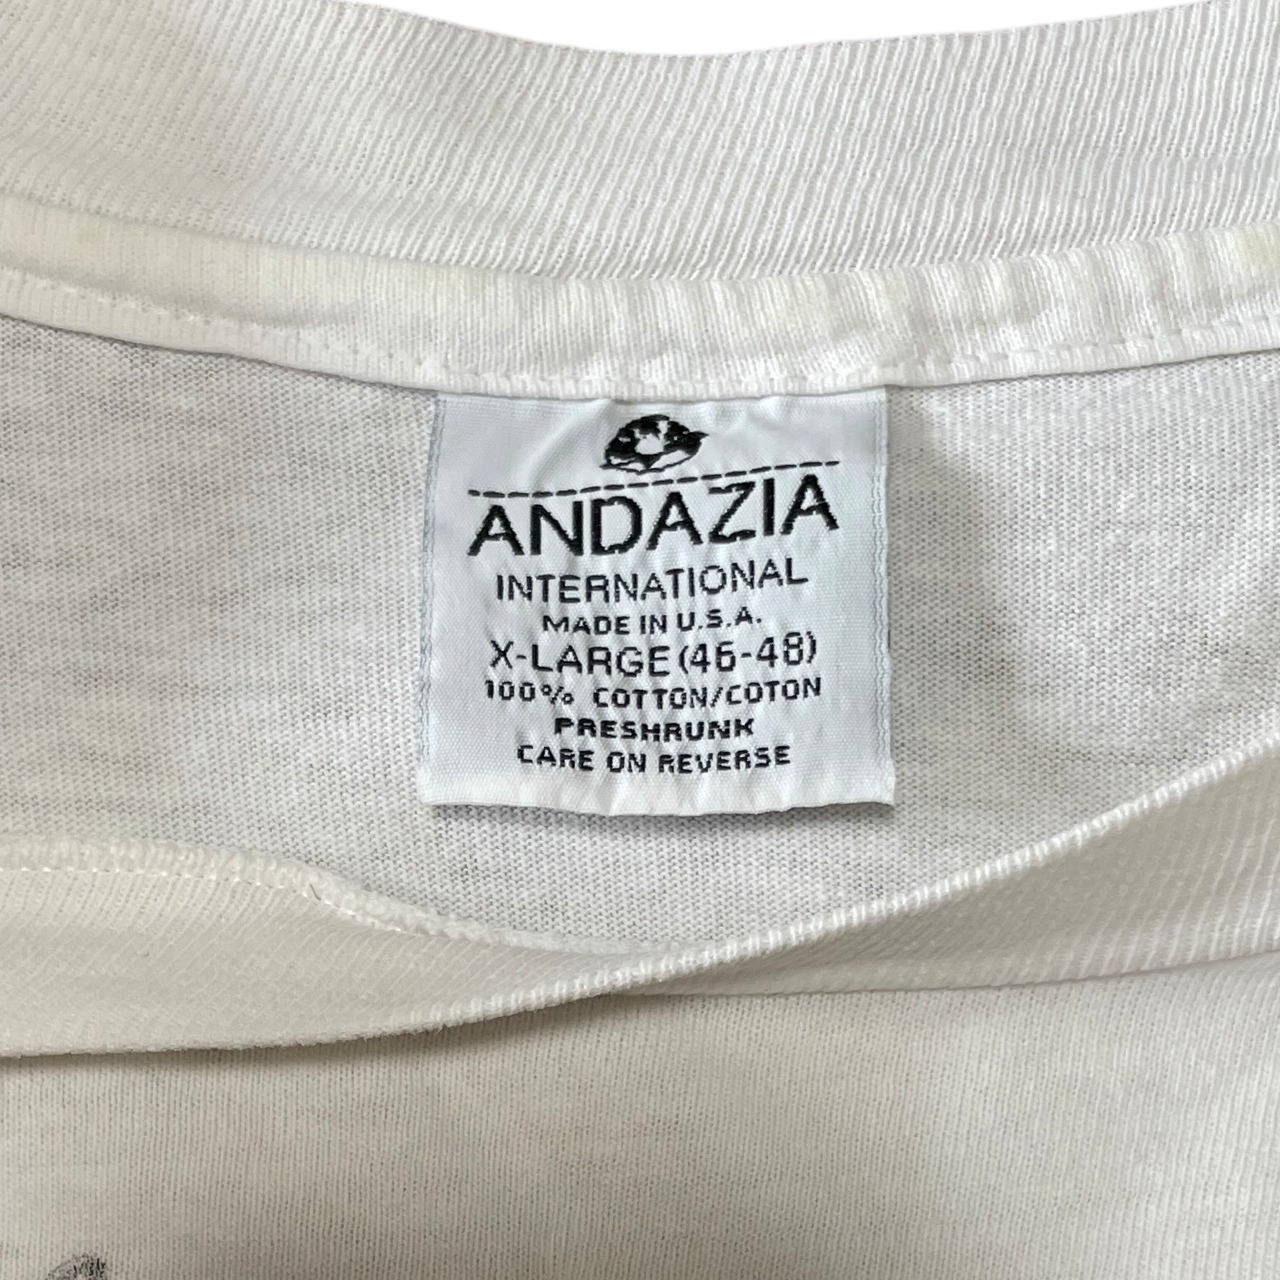 ANDAZIA
INTERNATIONAL
MADE IN U.S.A.
X-LARGE (46-48)
100% COTTON/COTON
PRESHRUNK
CARE ON REVERSE